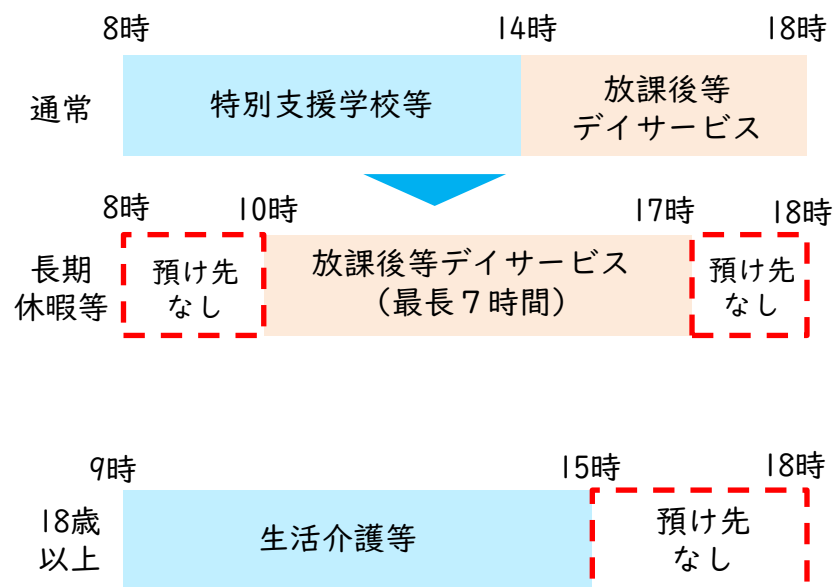 8時 14時 18時
通常
特別支援学校等
放課後等
デイサービス
8時 10時 17時 18時
長期
休暇等
預け先
なし
放課後等デイサービス
(最長７時間)
預け先
なし
9時 15時 18時
18歳
以上
生活介護等
預け先
なし